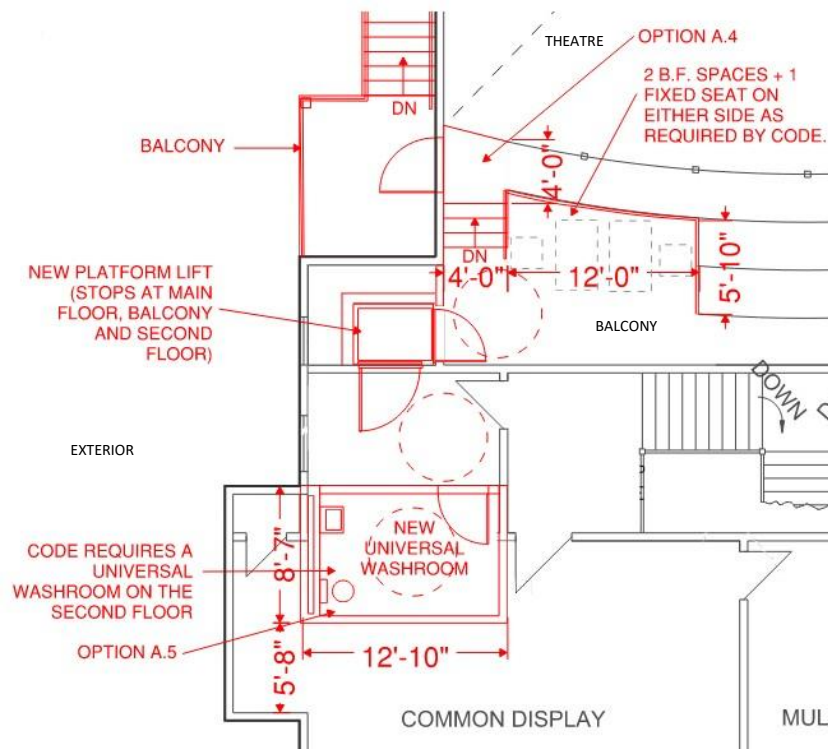 THEATRE
OPTION A.4
2 B.F. SPACES + 1
FIXED SEAT ON
EITHER SIDE AS
REQUIRED BY CODE.
DN
BALCONY
4'-0"
DN
NEW PLATFORM LIFT
(STOPS AT MAIN
FLOOR, BALCONY
AND SECOND
FLOOR)
4'-0"
12'-0"
5'-10"
BALCONY
DOWN
D
EXTERIOR
CODE REQUIRES A
UNIVERSAL
WASHROOM ON THE
SECOND FLOOR
8'-7"
NEW
UNIVERSAL
WASHROOM
OPTION A.5
5'-8"
12'-10"
COMMON DISPLAY
MUL